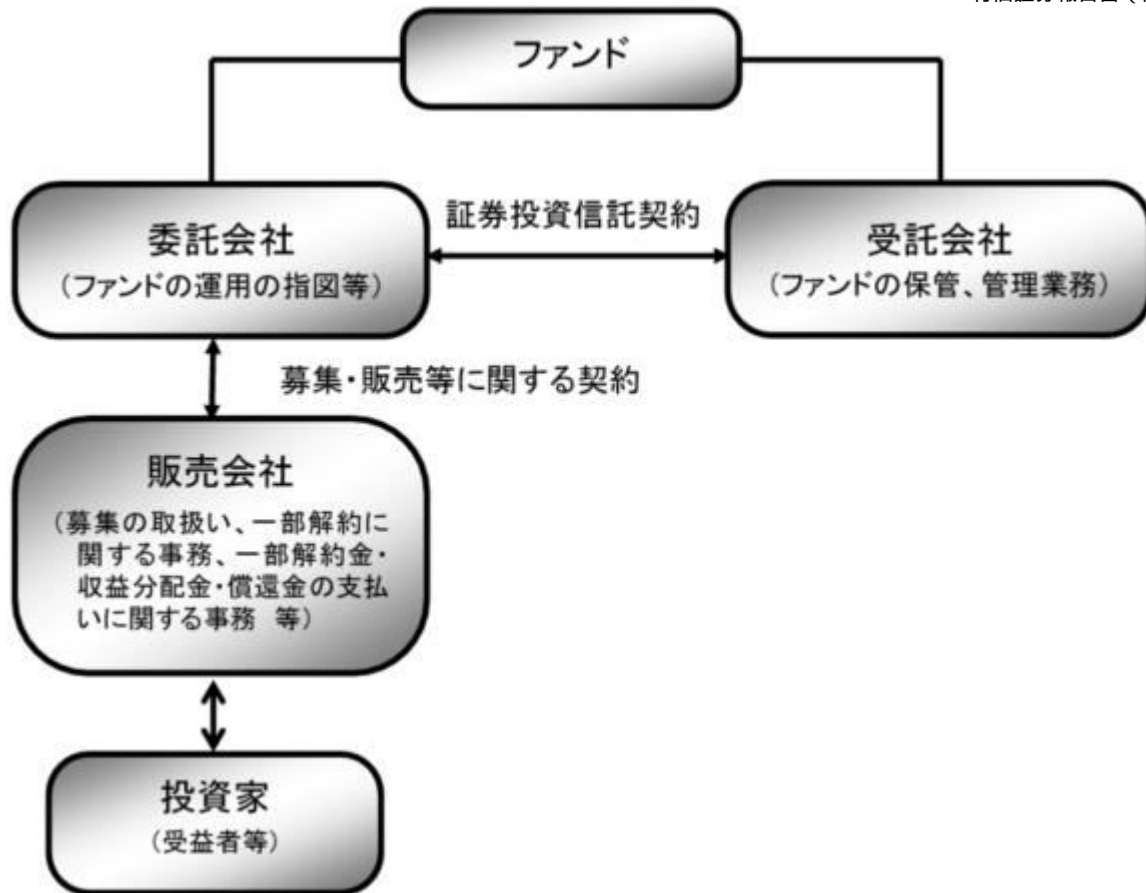 ファンド
委託会社
(ファンドの運用の指図等)
証券投資信託契約
受託会社
(ファンドの保管、管理業務)
募集・販売等に関する契約
販売会社
(募集の取扱い、一部解約に
関する事務、一部解約金・
収益分配金・償還金の支払
いに関する事務 等)
投資家
(受益者等)